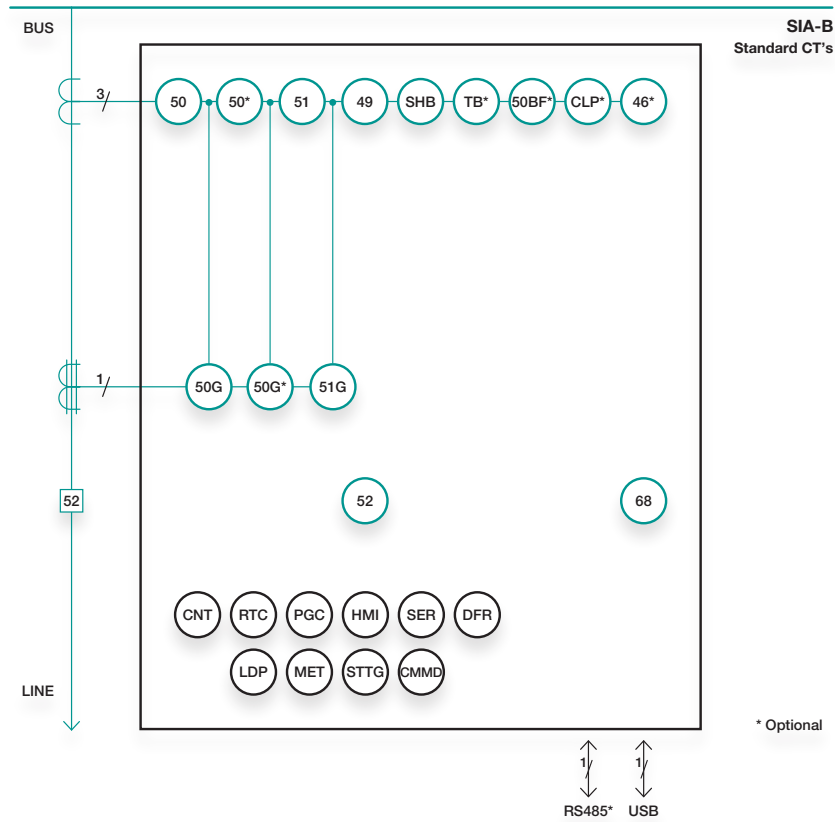 BUS
SIA-B
Standard CT's
3
50
50*
51
49
SHB
TB*
50BF*
CLP*
46*
1
50G
50G*
51G
52
52
68
CNT
RTC
PGC
HMI
SER
DFR
LDP
MET
STTG
CMMD
LINE
* Optional
1
1
RS485*
USB